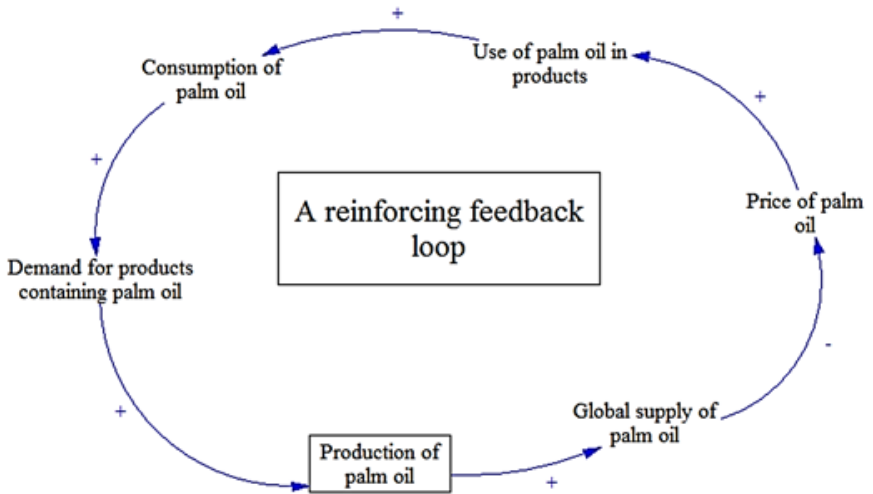 +
Use of palm oil in
products
Consumption of
palm oil
+
+
A reinforcing feedback
loop
Price of palm
oil
Demand for products
containing palm oil
-
+
Global supply of
palm oil
Production of
palm oil
+